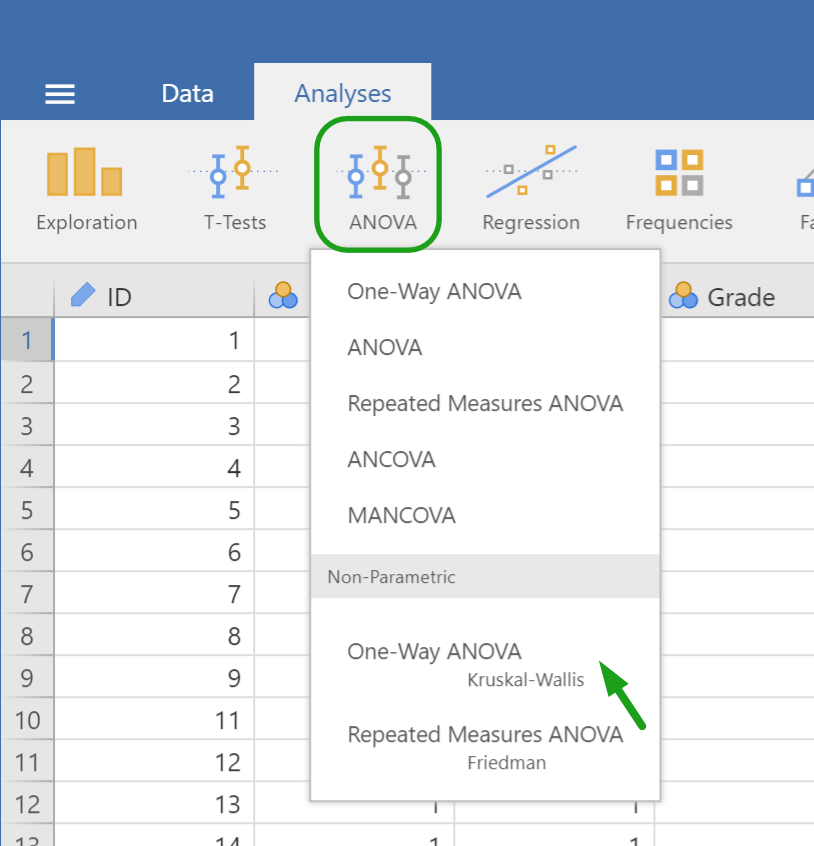 Data
Analyses
Exploration
T-Tests
ANOVA
Regression
Frequencies
Fa
ID
Grade
One-Way ANOVA
ANOVA
Repeated Measures ANOVA
ANCOVA
MANCOVA
Non-Parametric
One-Way ANOVA
Kruskal-Wallis
Repeated Measures ANOVA
Friedman
1 1
2 2
3 3
4 4
5 5
6 6
7 7
8 8
9 9
10 11
11 12
12 13 1 1
13 14 1 1